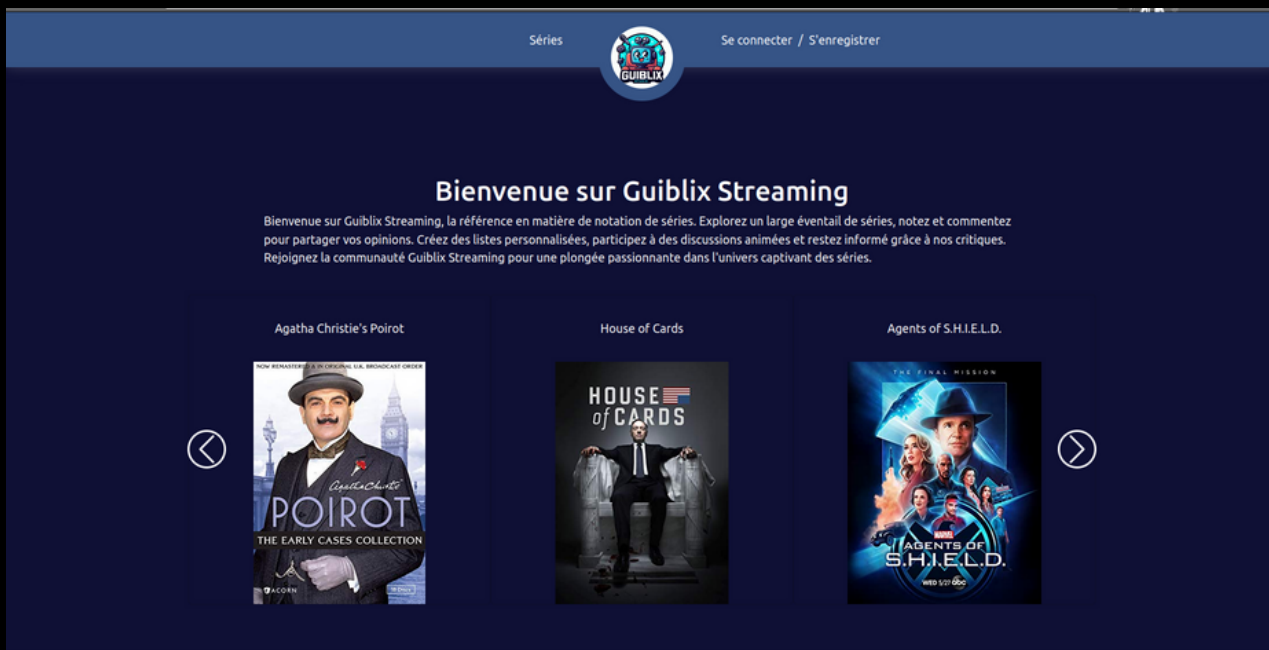 Séries
GUIBLIX
Se connecter / S'enregistrer
Bienvenue sur Guiblix Streaming
Bienvenue sur Guiblix Streaming, la référence en matière de notation de séries. Explorez un large éventail de séries, notez et commentez
pour partager vos opinions. Créez des listes personnalisées, participez à des discussions animées et restez informé grâce à nos critiques.
Rejoignez la communauté Guiblix Streaming pour une plongée passionnante dans l'univers captivant des séries.
Agatha Christie's Poirot
NOW REMASTERED & IN ORIGINAL U.K. BROADCAST ORDER
Agatha Christie's
POIROT
THE EARLY CASES COLLECTION
ACORN
House of Cards
HOUSE
of CARDS
Agents of S.H.I.E.L.D.
THE FINAL MISSION
MARVEL
AGENTS OF
S.H.I.E.L.D.
WED 5/27 abc